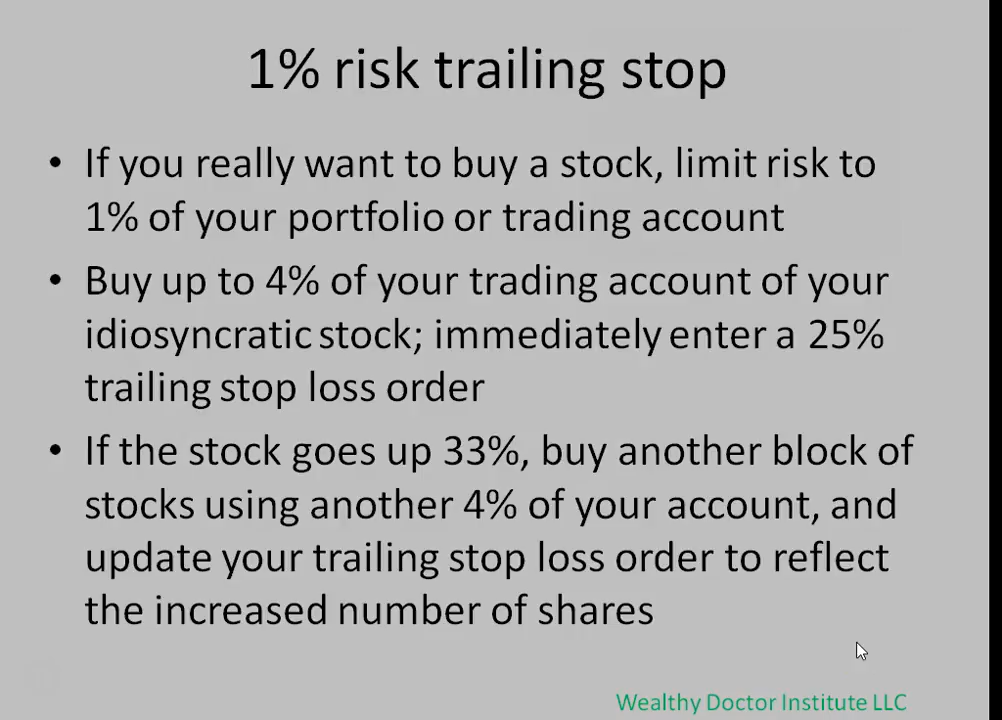 1% risk trailing stop
• If you really want to buy a stock, limit risk to
1% of your portfolio or trading account
• Buy up to 4% of your trading account of your
idiosyncratic stock; immediately enter a 25%
trailing stop loss order
• If the stock goes up 33%, buy another block of
stocks using another 4% of your account, and
update your trailing stop loss order to reflect
the increased number of shares
Wealthy Doctor Institute LLC